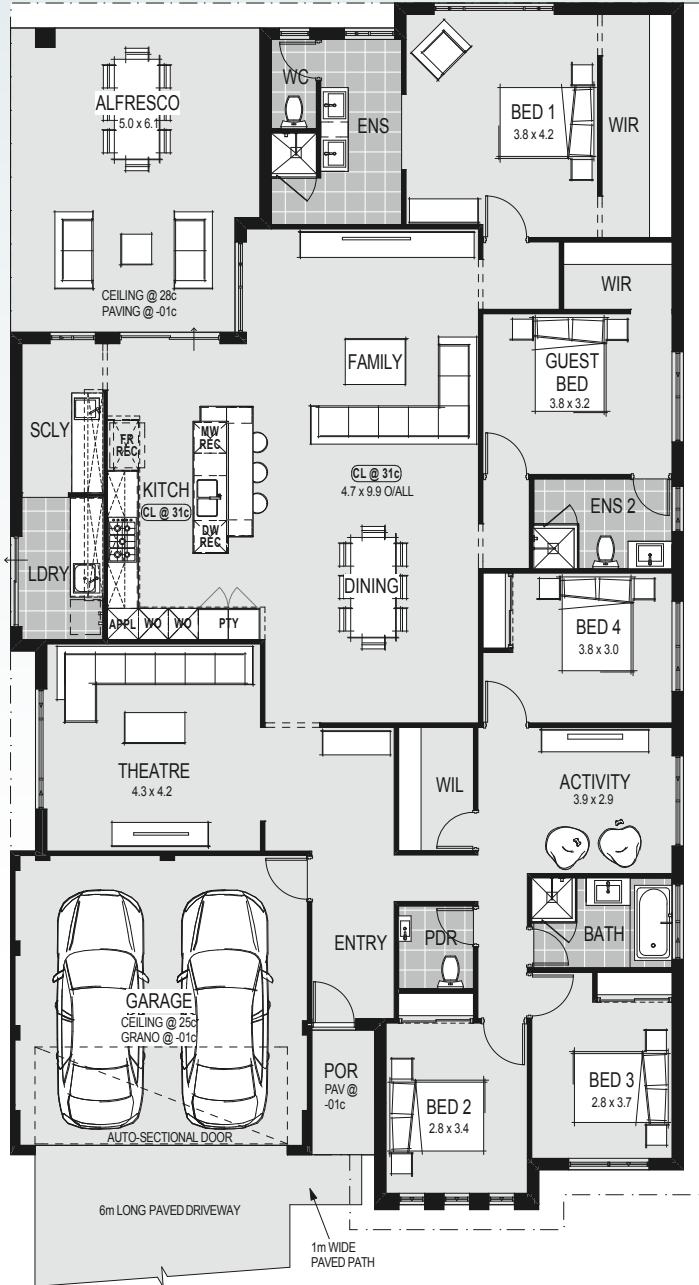 WC
ALFRESCO
5.0 x 6.1
ENS
BED 1
3.8 x 4.2
WIR
CEILING @ 28c
PAVING @ -01c
WIR
FAMILY
GUEST
BED
3.8 x 3.2
SCLY
FR
REC
MW
REC
KITCH
CL @ 31c
CL @ 31c
4.7 x 9.9 O/ALL
DW
REC
ENS 2
LDRY
DINING
APPL
WO
WO
PTY
BED 4
3.8 x 3.0
THEATRE
4.3 x 4.2
WIL
ACTIVITY
3.9 x 2.9
ENTRY
PDR
BATH
GARAGE
CEILING @ 25c
GRANO @ -01c
POR
PAV @
-01c
BED 2
2.8 x 3.4
BED 3
2.8 x 3.7
AUTO-SECTIONAL DOOR
6m LONG PAVED DRIVEWAY
1m WIDE
PAVED PATH